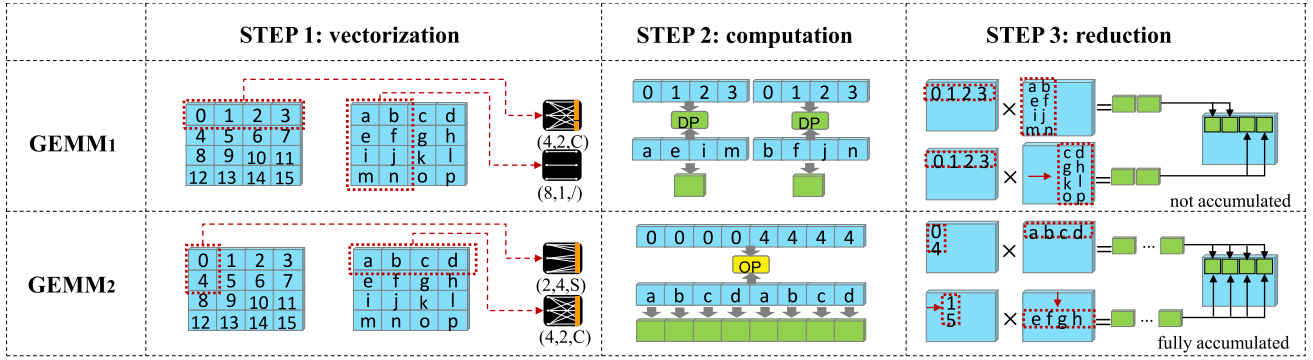 STEP 1: vectorization STEP 2: computation STEP 3: reduction
GEMM1
0 1 2 3
4 5 6 7
8 9 10 11
12 13 14 15
a b c d
e f g h
i j k l
m n o p
(4,2,C)
(8,1,/)
0 1 2 3 0 1 2 3
DP DP
a e i m b f j n
0 1 2 3 × a b
e f
i j
m n
=
0 1 2 3 × c d
g h
k l
o p
=
not accumulated
GEMM2
0 1 2 3
4 5 6 7
8 9 10 11
12 13 14 15
a b c d
e f g h
i j k l
m n o p
(2,4,S)
(4,2,C)
0 0 0 0 4 4 4 4
OP
a b c d a b c d
0
4
× a b c d = ...
1
5
× e f g h = ...
fully accumulated